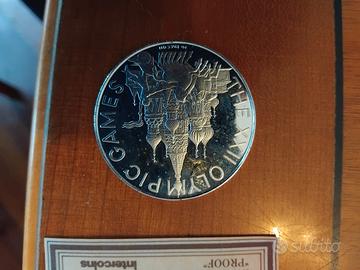 THE XXII OLYMPIC GAMES
"PROOF"
Intercoins
subito